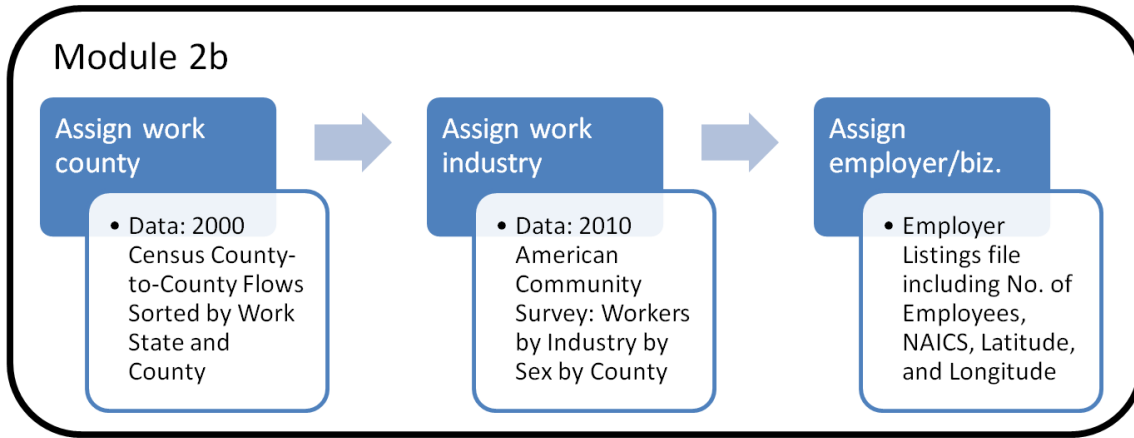 Module 2b
Assign work
county
• Data: 2000
Census County-
to-County Flows
Sorted by Work
State and
County
Assign work
industry
• Data: 2010
American
Community
Survey: Workers
by Industry by
Sex by County
Assign
employer/biz.
• Employer
Listings file
including No. of
Employees,
NAICS, Latitude,
and Longitude